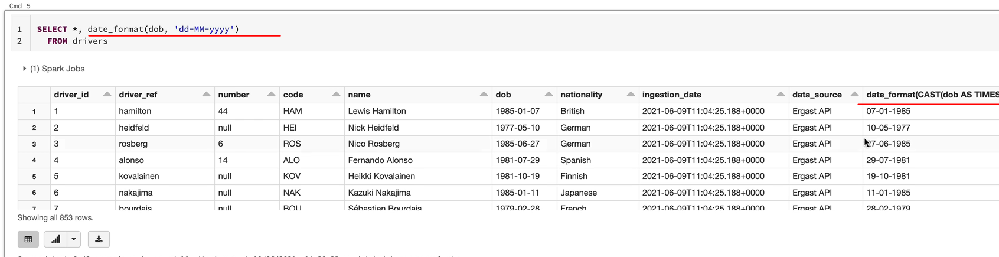 Cmd 5
1 SELECT *, date_format(dob, 'dd-MM-yyyy')
2 FROM drivers
(1) Spark Jobs
driver_id driver_ref number code name dob nationality ingestion_date data_source date_format(CAST(dob AS TIMES
1 1 hamilton 44 HAM Lewis Hamilton 1985-01-07 British 2021-06-09T11:04:25.188+0000 Ergast API 07-01-1985
2 2 heidfeld null HEI Nick Heidfeld 1977-05-10 German 2021-06-09T11:04:25.188+0000 Ergast API 10-05-1977
3 3 rosberg 6 ROS Nico Rosberg 1985-06-27 German 2021-06-09T11:04:25.188+0000 Ergast API 27-06-1985
4 4 alonso 14 ALO Fernando Alonso 1981-07-29 Spanish 2021-06-09T11:04:25.188+0000 Ergast API 29-07-1981
5 5 kovalainen null KOV Heikki Kovalainen 1981-10-19 Finnish 2021-06-09T11:04:25.188+0000 Ergast API 19-10-1981
6 6 nakajima null NAK Kazuki Nakajima 1985-01-11 Japanese 2021-06-09T11:04:25.188+0000 Ergast API 11-01-1985
7 7 bourdais null BOU Sébastien Bourdais 1979-02-28 French 2021-06-09T11:04:25.188+0000 Ergast API 28-02-1979
Showing all 853 rows.